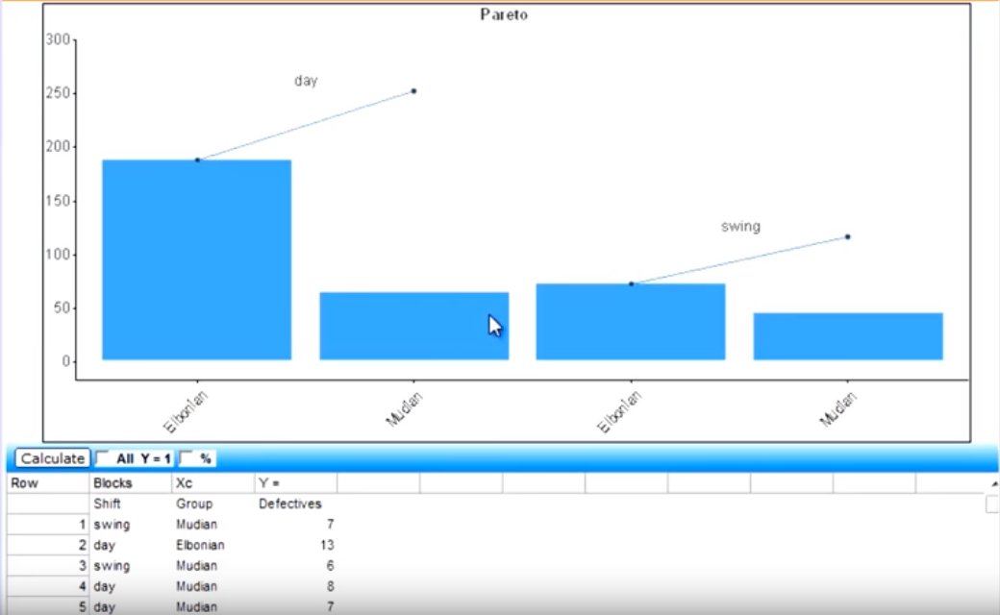 Pareto
300
250
200
150
100
50
0
day
swing
Elbonian
Mudian
Elbonian
Mudian
Calculate All Y = 1 %
Row Blocks Xc Y =
Shift Group Defectives
1 swing Mudian 7
2 day Elbonian 13
3 swing Mudian 6
4 day Mudian 8
5 day Mudian 7